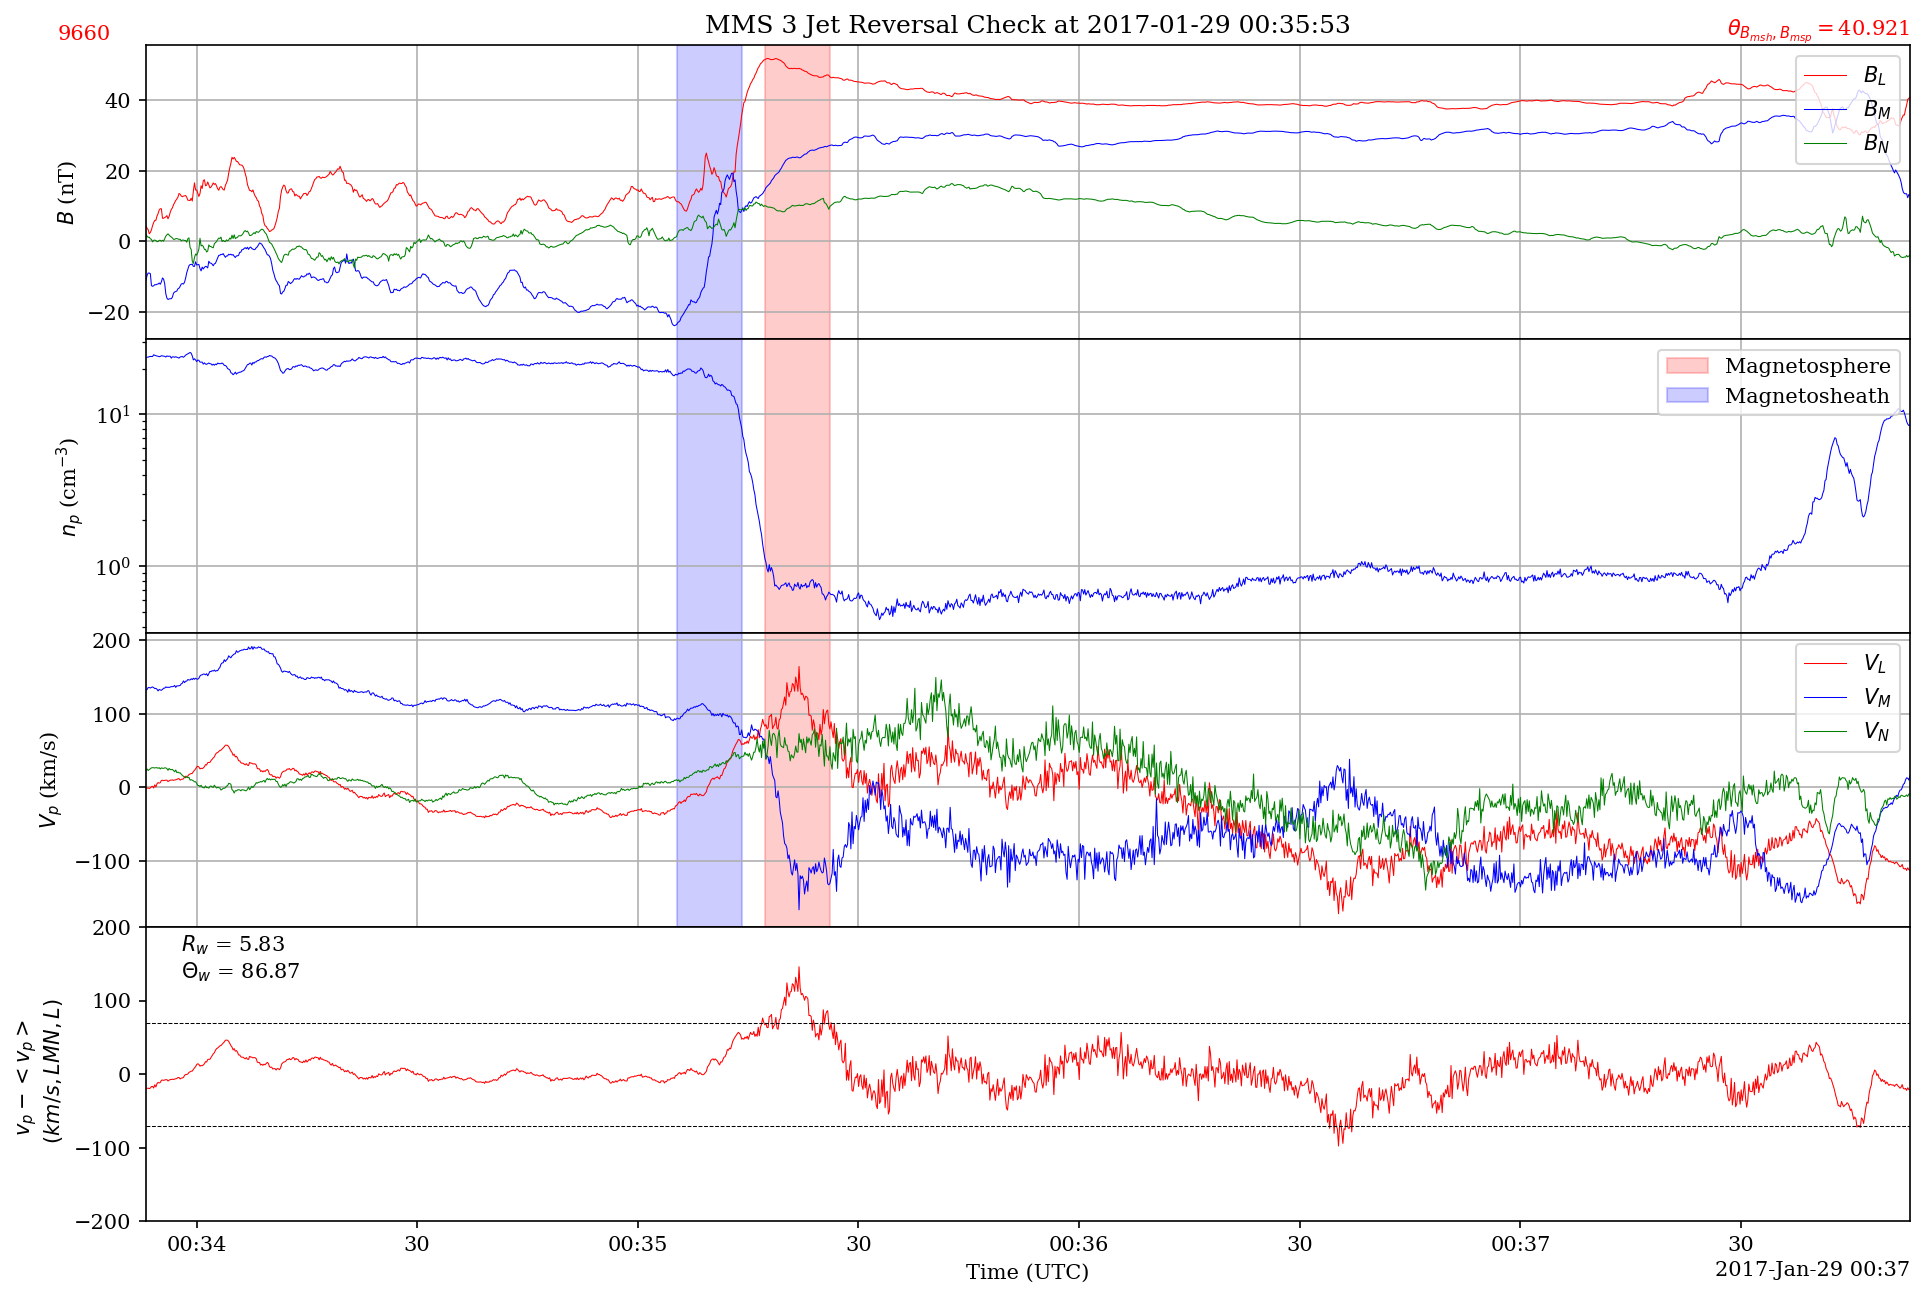 MMS 3 Jet Reversal Check at 2017-01-29 00:35:53
9660
θ_{B_{msh}, B_{msp}} = 40.921
B (nT)
40
20
0
−20
B_L
B_M
B_N
n_p (cm^{−3})
10^1
10^0
Magnetosphere
Magnetosheath
V_p (km/s)
200
100
0
−100
V_L
V_M
V_N
v_p − < v_p >
(km/s, LMN, L)
200
100
0
−100
−200
R_w = 5.83
Θ_w = 86.87
00:34 30 00:35 30 00:36 30 00:37 30
Time (UTC)
2017-Jan-29 00:37